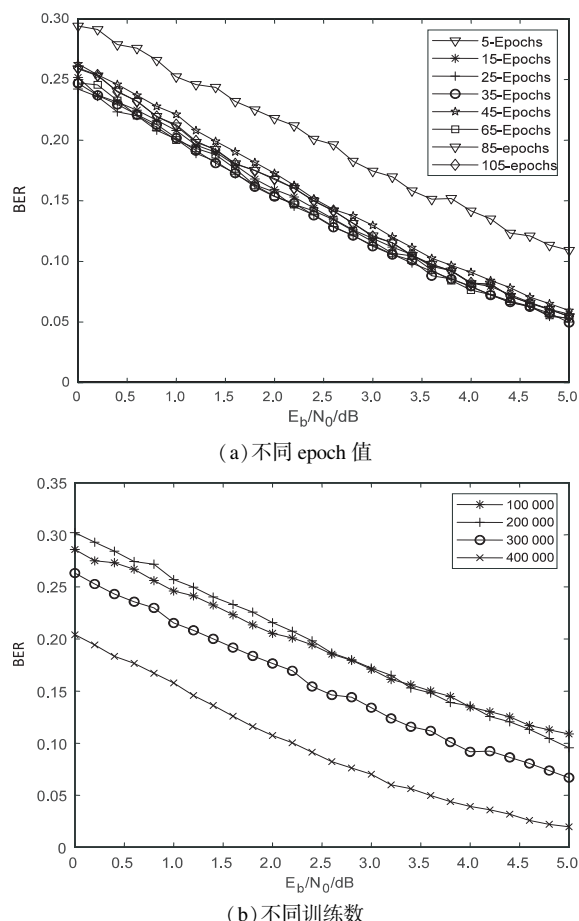 0.30
0.25
0.20
0.15
0.10
0.05
0
BER
5-Epochs
15-Epochs
25-Epochs
35-Epochs
45-Epochs
65-Epochs
85-epochs
105-epochs
0 0.5 1.0 1.5 2.0 2.5 3.0 3.5 4.0 4.5 5.0
Eb/N0/dB
(a)不同 epoch 值
0.35
0.30
0.25
0.20
0.15
0.10
0.05
0
BER
100 000
200 000
300 000
400 000
0 0.5 1.0 1.5 2.0 2.5 3.0 3.5 4.0 4.5 5.0
Eb/N0/dB
(b)不同训练数